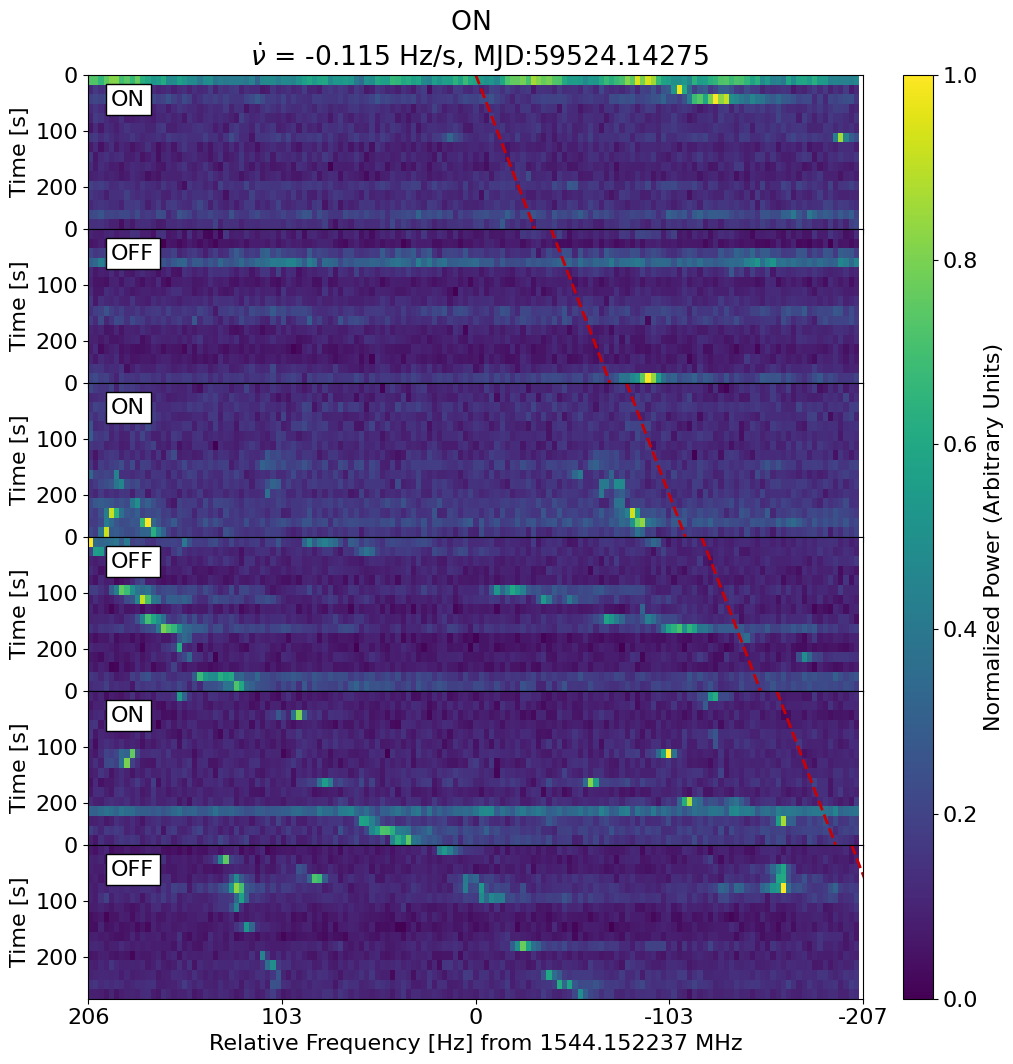 ON
ν̇ = -0.115 Hz/s, MJD:59524.14275
0
ON
100
200
Time [s]
0
OFF
100
200
Time [s]
0
ON
100
200
Time [s]
0
OFF
100
200
Time [s]
0
ON
100
200
Time [s]
0
OFF
100
200
Time [s]
206 103 0 -103 -207
Relative Frequency [Hz] from 1544.152237 MHz
1.0
0.8
0.6
0.4
0.2
0.0
Normalized Power (Arbitrary Units)